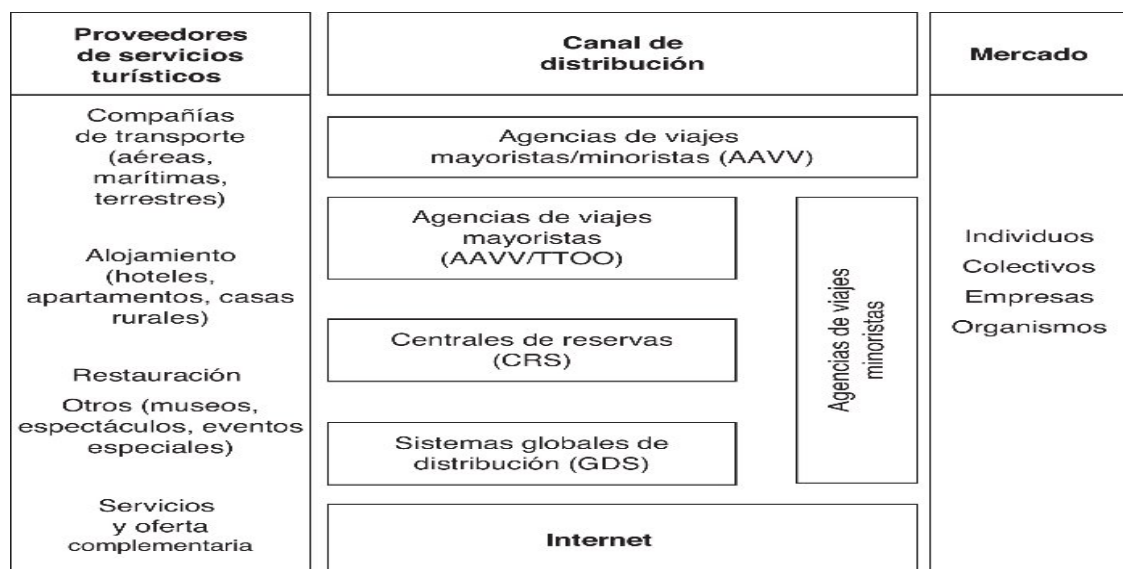 Proveedores
de servicios
turísticos
Compañías
de transporte
(aéreas,
marítimas,
terrestres)
Alojamiento
(hoteles,
apartamentos, casas
rurales)
Restauración
Otros (museos,
espectáculos, eventos
especiales)
Servicios
y oferta
complementaria
Canal de
distribución
Agencias de viajes
mayoristas/minoristas (AAVV)
Agencias de viajes
mayoristas
(AAVV/TTOO)
Centrales de reservas
(CRS)
Sistemas globales de
distribución (GDS)
Agencias de viajes
minoristas
Internet
Mercado
Individuos
Colectivos
Empresas
Organismos